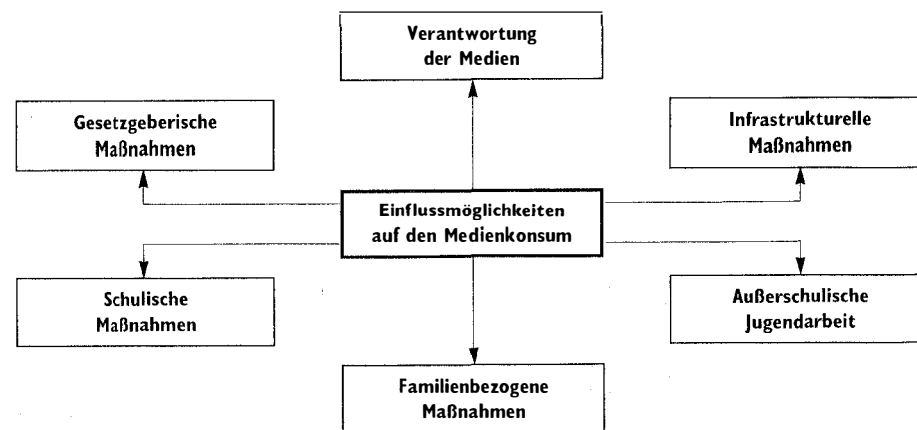 Verantwortung
der Medien
Gesetzgeberische
Maßnahmen
Infrastrukturelle
Maßnahmen
Einflussmöglichkeiten
auf den Medienkonsum
Schulische
Maßnahmen
Außerschulische
Jugendarbeit
Familienbezogene
Maßnahmen